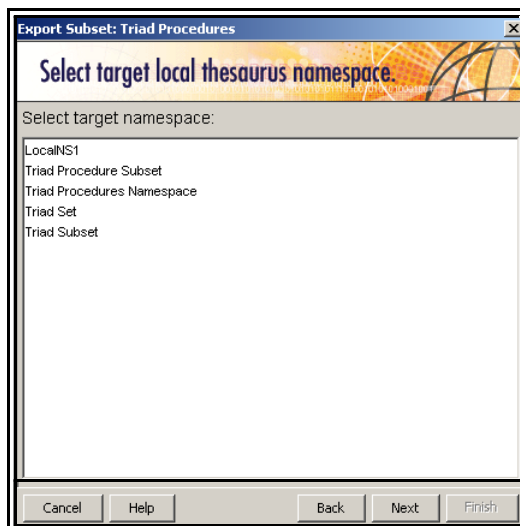 Export Subset: Triad Procedures
Select target local thesaurus namespace.
Select target namespace:
LocalNS1
Triad Procedure Subset
Triad Procedures Namespace
Triad Set
Triad Subset
Cancel Help Back Next Finish